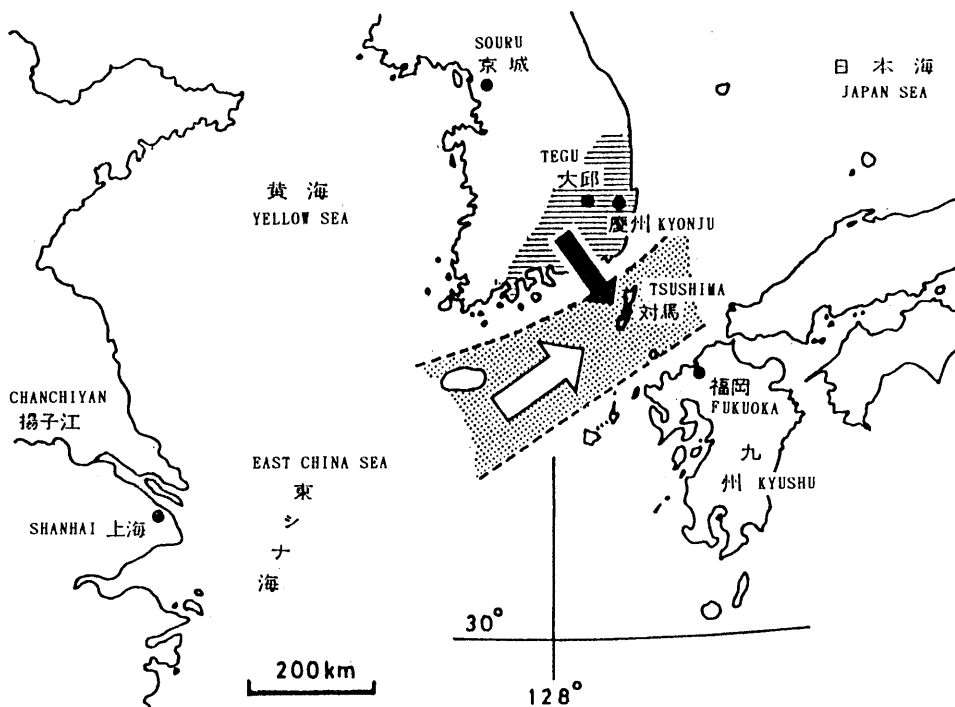 SOURU
京城
日本海
JAPAN SEA
TEGU
大邱
黄海
YELLOW SEA
慶州 KYONJU
TSUSHIMA
対馬
CHANCHIYAN
揚子江
福岡
FUKUOKA
EAST CHINA SEA
東シナ海
九州 KYUSHU
SHANHAI 上海
30°
200km
128°